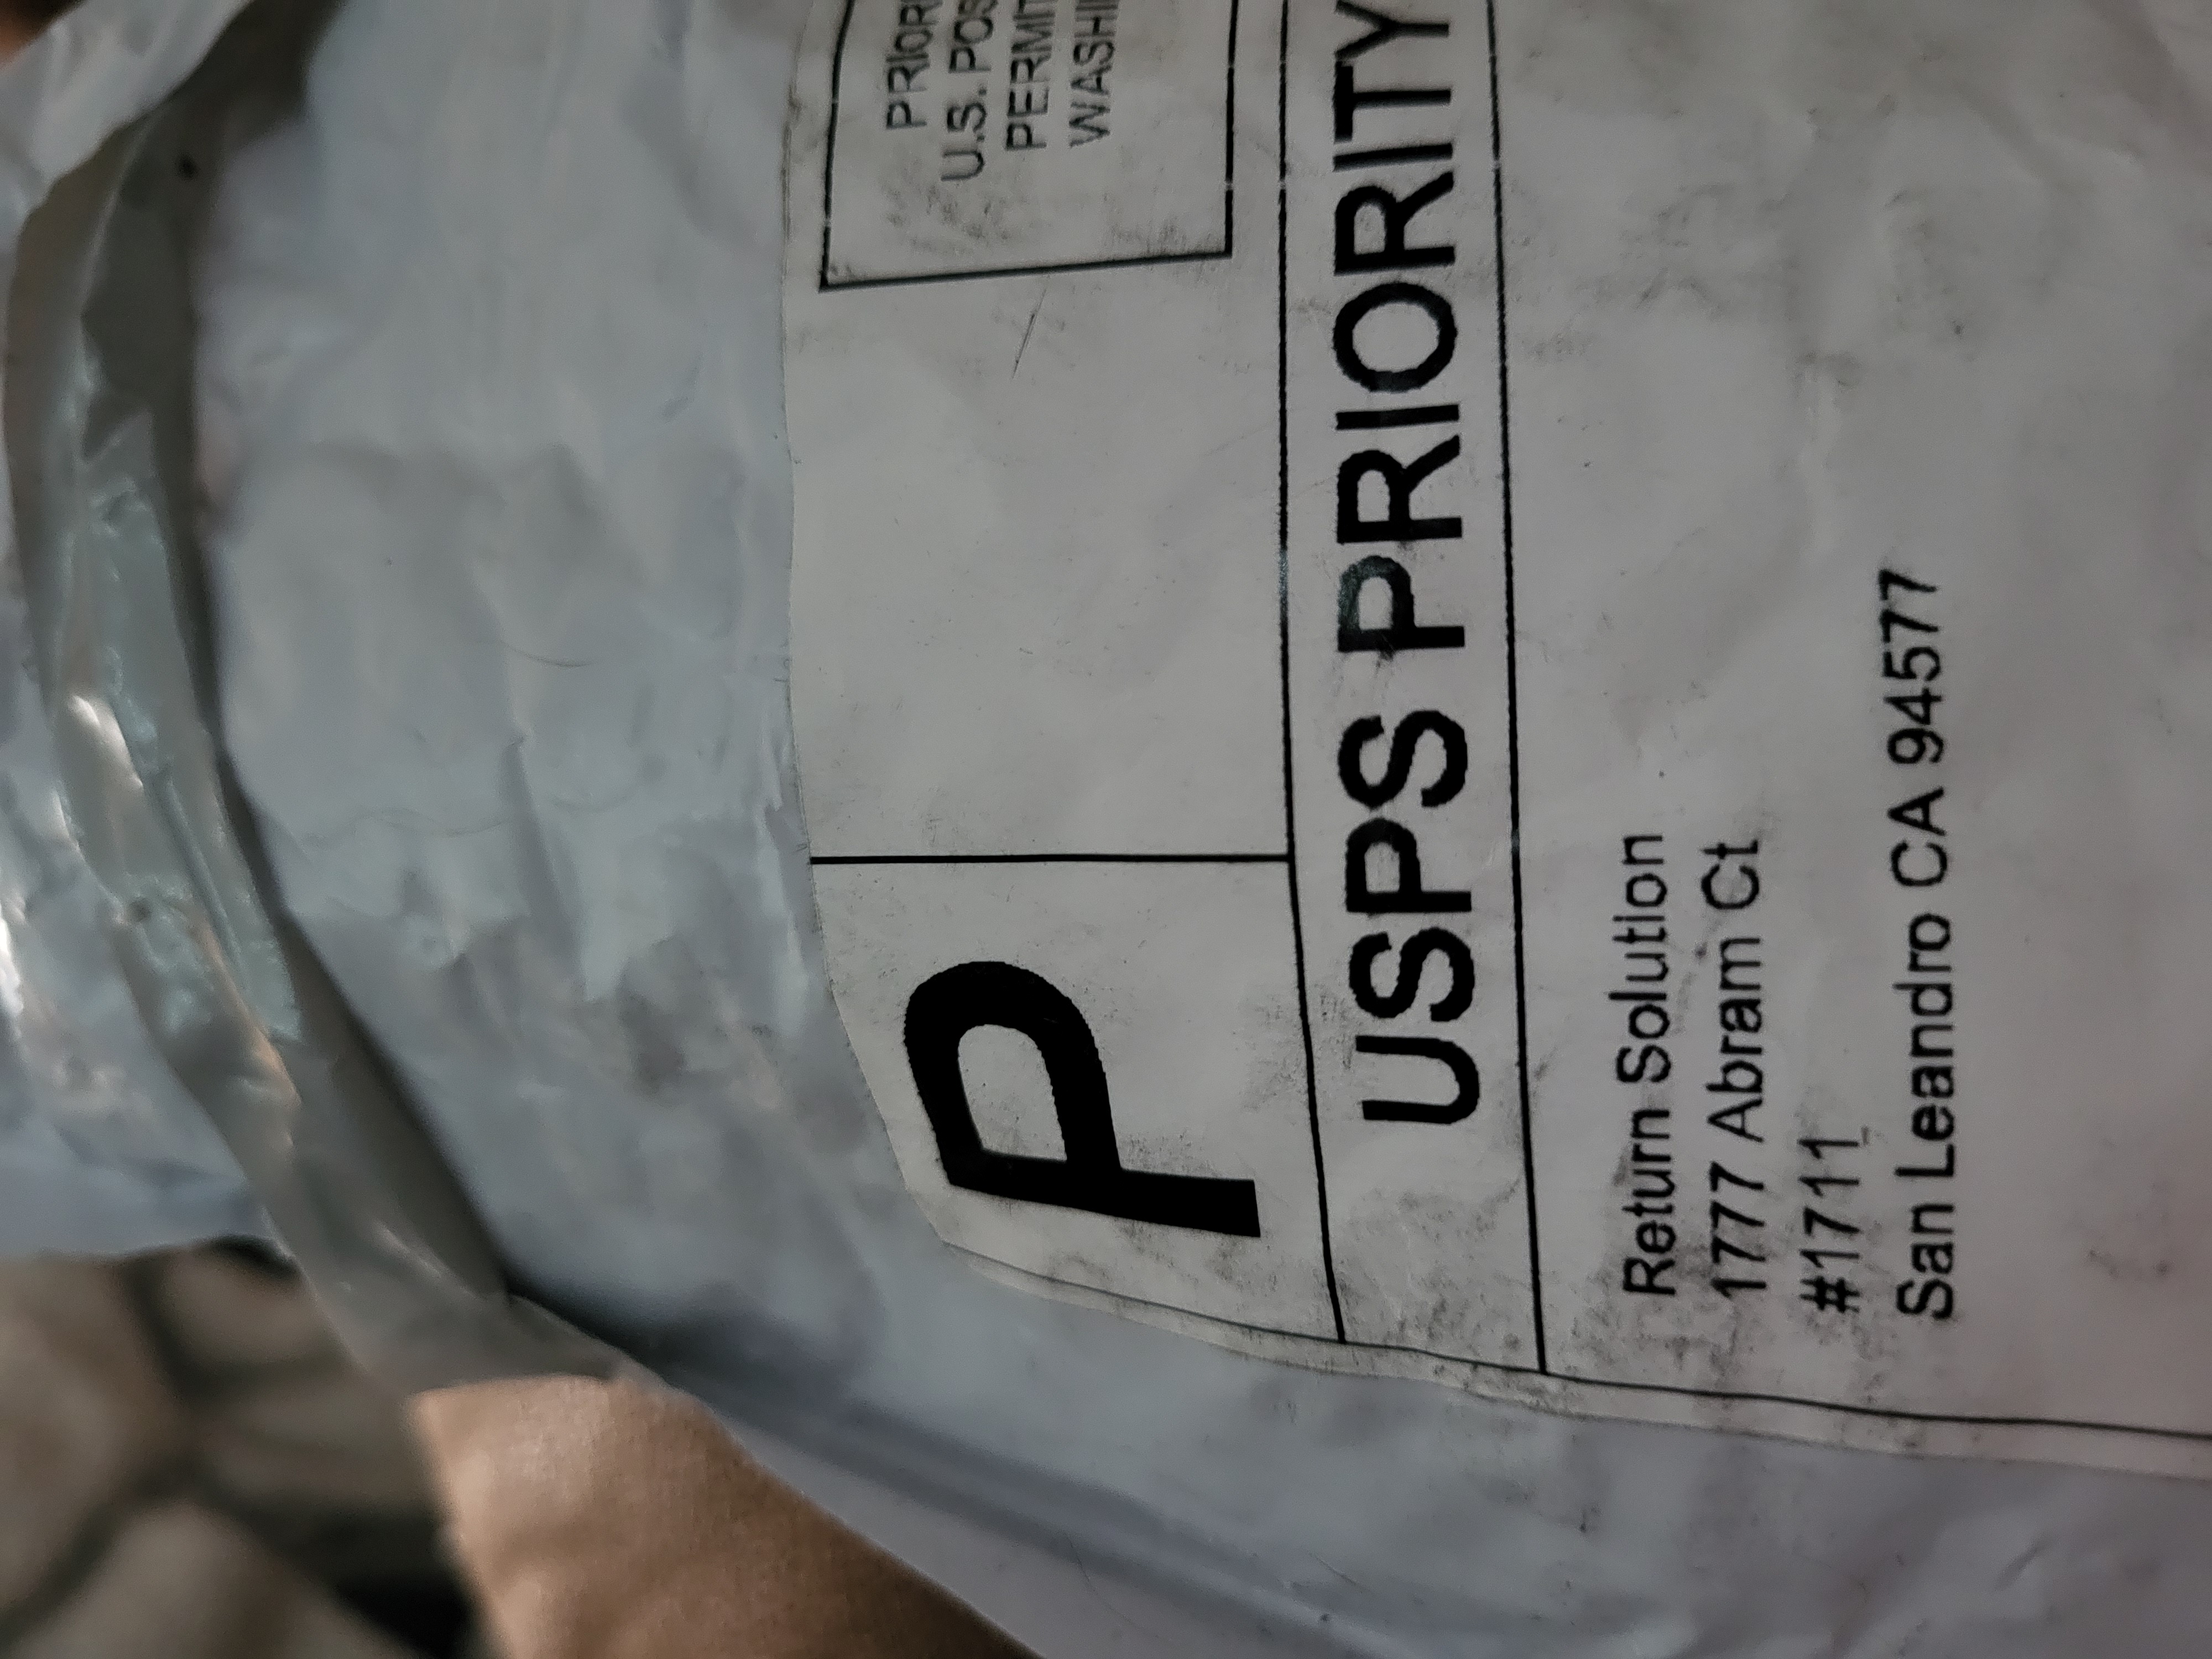 P
PRIOR
U.S. POS
PERMIT
WASHI
USPS PRIORITY
Return Solution
1777 Abram Ct
#1711
San Leandro CA 94577